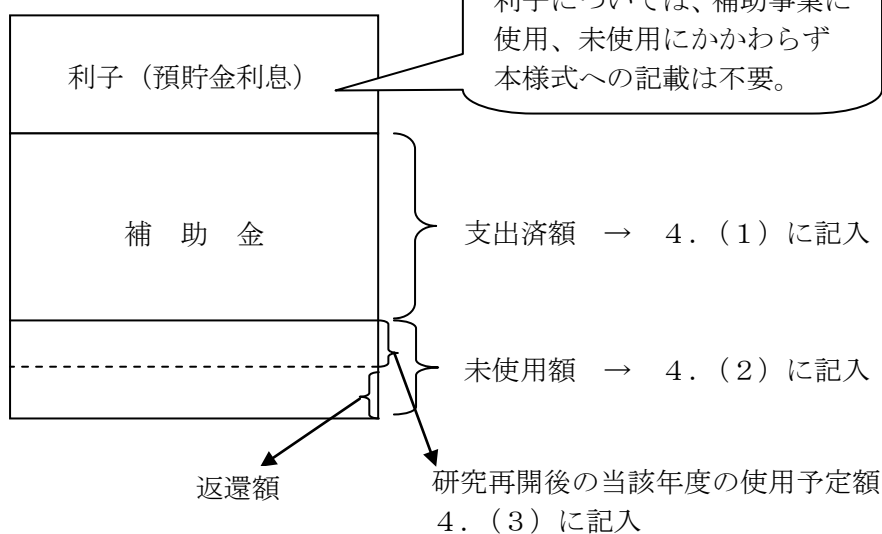 利子については、補助事業に
使用、未使用にかかわらず
本様式への記載は不要。
利子（預貯金利息）
補　助　金
支出済額　→　４．（１）に記入
未使用額　→　４．（２）に記入
返還額
研究再開後の当該年度の使用予定額
４．（３）に記入